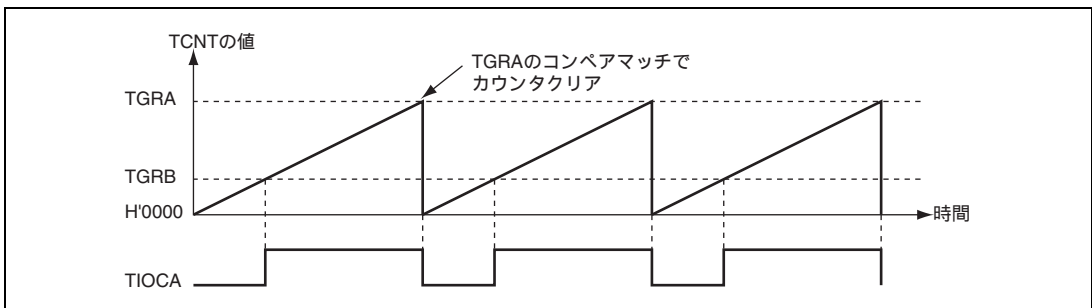 TCNTの値
TGRAのコンペアマッチで
カウンタクリア
TGRA
TGRB
H'0000
時間
TIOCA